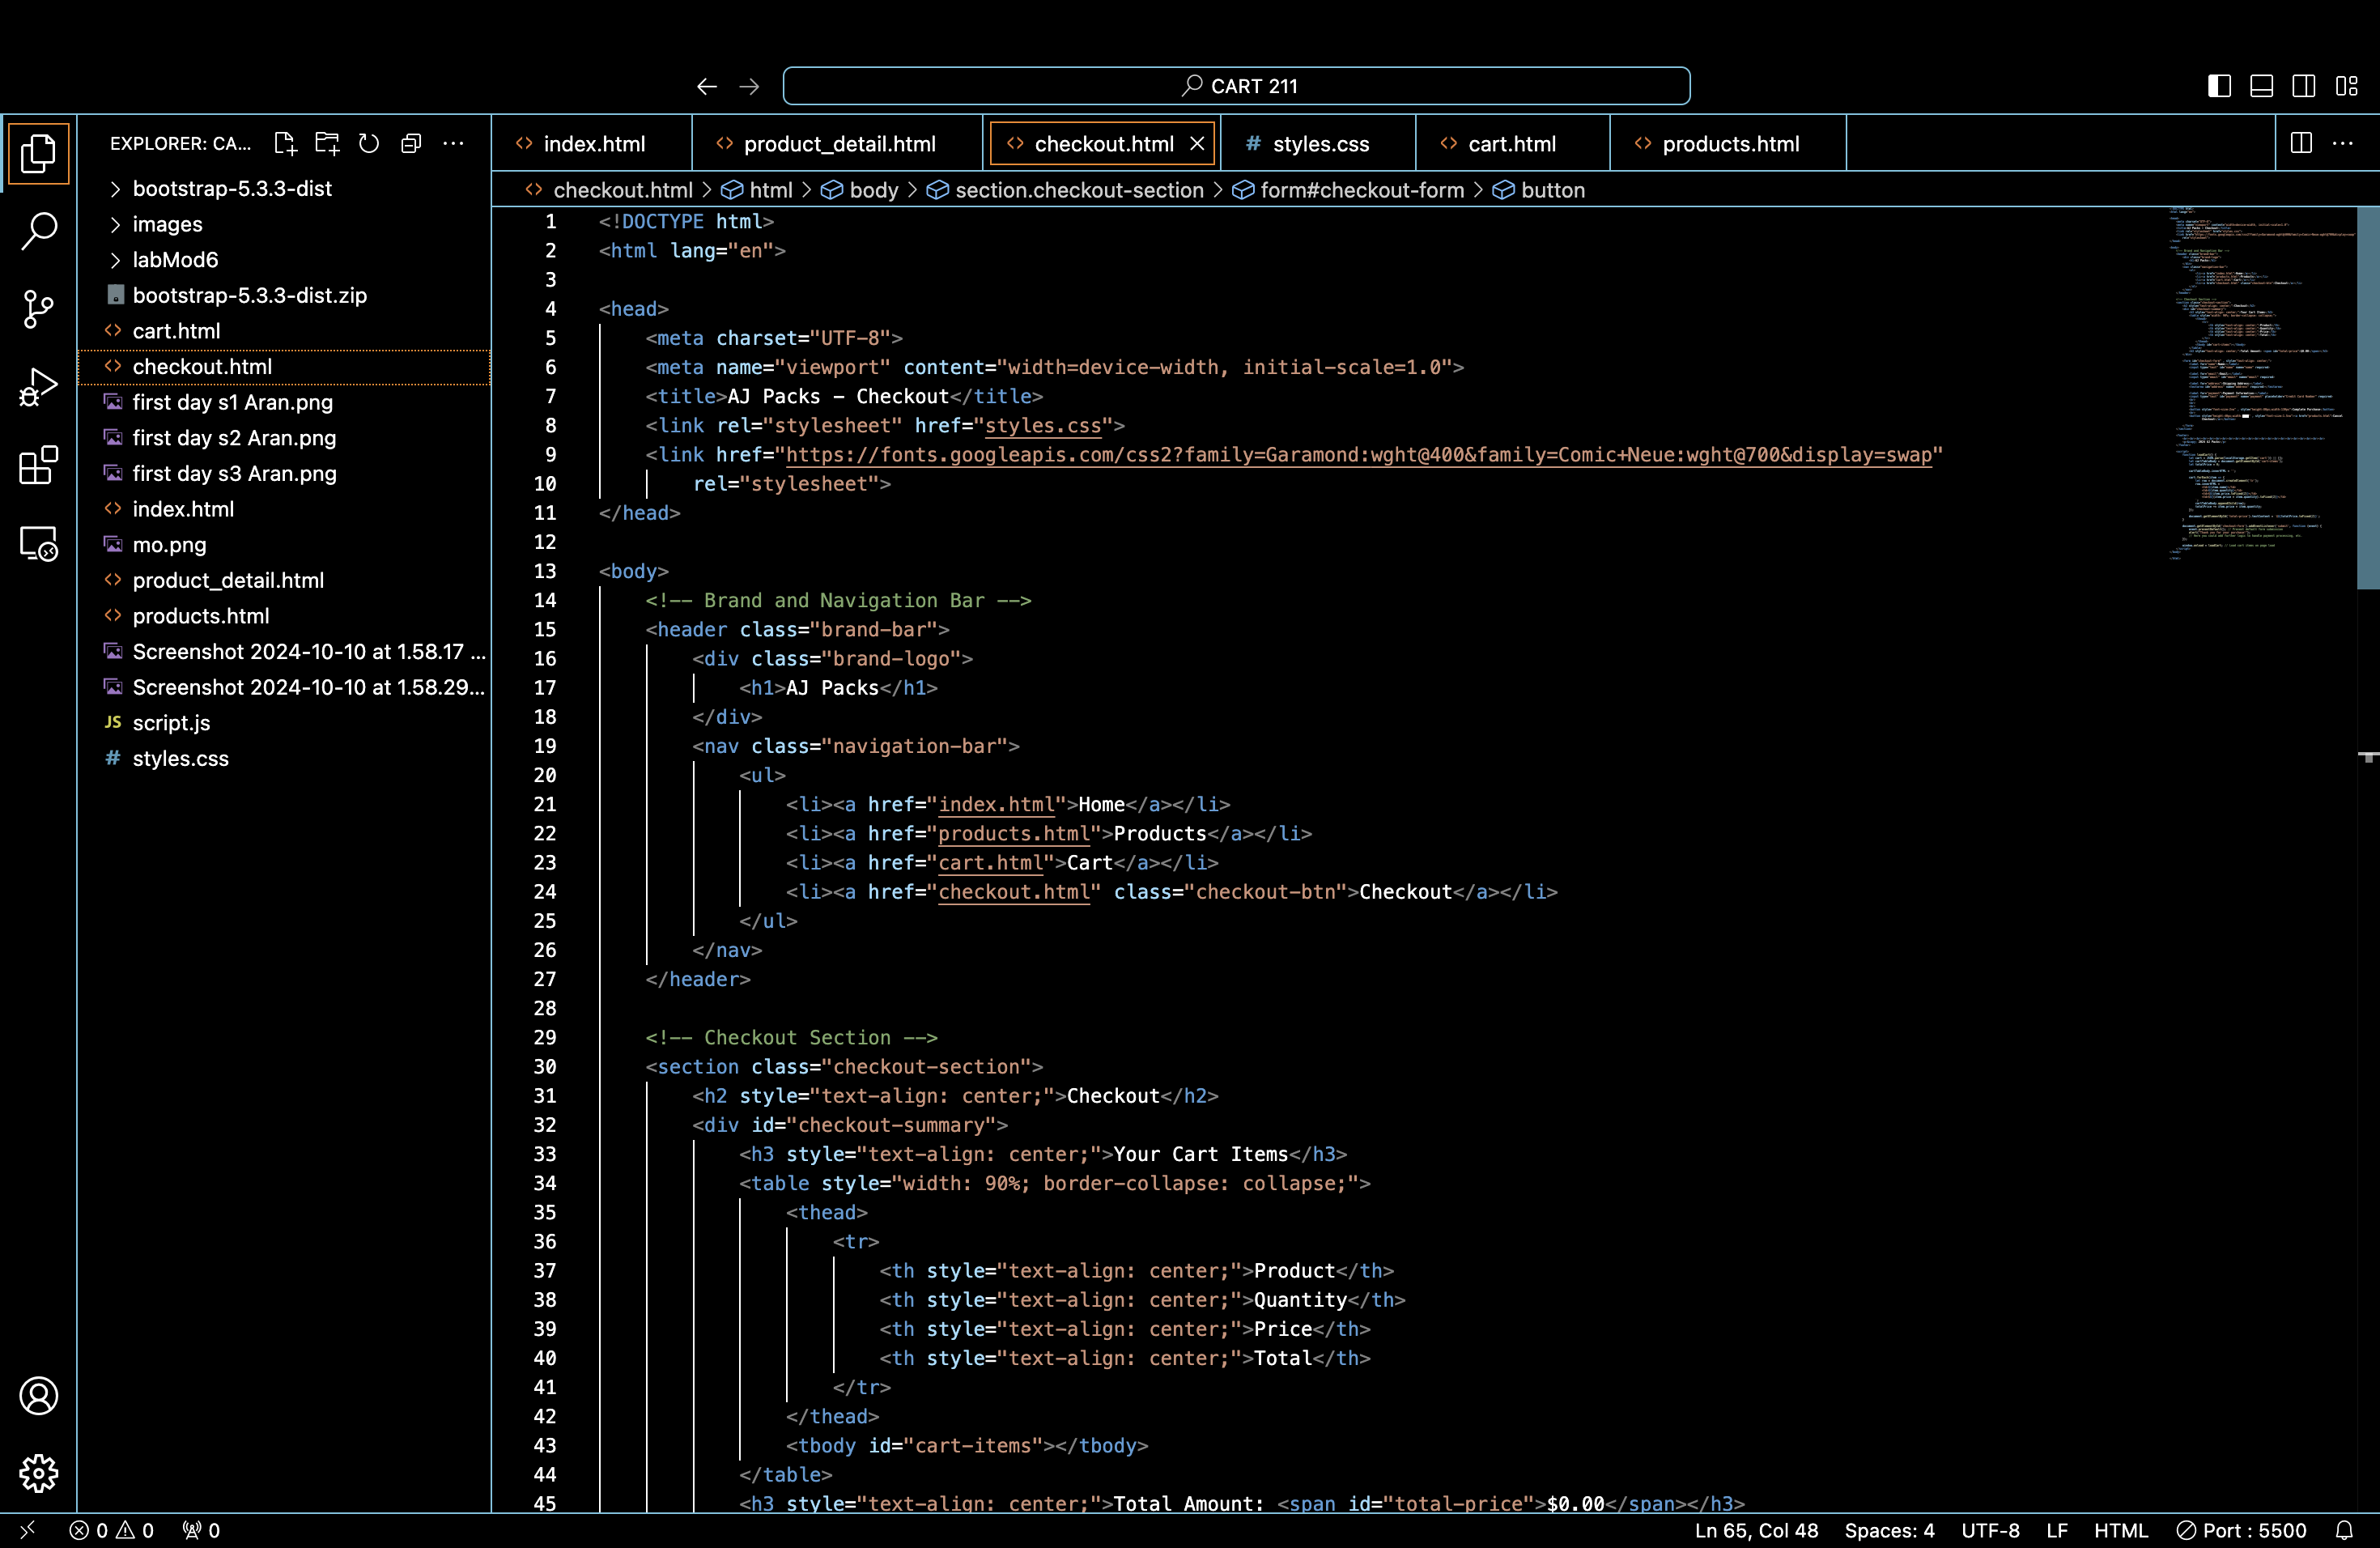 CART 211
EXPLORER: CA...
bootstrap-5.3.3-dist
images
labMod6
bootstrap-5.3.3-dist.zip
cart.html
checkout.html
first day s1 Aran.png
first day s2 Aran.png
first day s3 Aran.png
index.html
mo.png
product_detail.html
products.html
Screenshot 2024-10-10 at 1.58.17 ...
Screenshot 2024-10-10 at 1.58.29...
JS script.js
# styles.css
<> index.html <> product_detail.html <> checkout.html # styles.css <> cart.html <> products.html
<> checkout.html > html > body > section.checkout-section > form#checkout-form > button
1 <!DOCTYPE html>
2 <html lang="en">
3
4 <head>
5 <meta charset="UTF-8">
6 <meta name="viewport" content="width=device-width, initial-scale=1.0">
7 <title>AJ Packs - Checkout</title>
8 <link rel="stylesheet" href="styles.css">
9 <link href="https://fonts.googleapis.com/css2?family=Garamond:wght@400&family=Comic+Neue:wght@700&display=swap"
10 rel="stylesheet">
11 </head>
12
13 <body>
14 <!-- Brand and Navigation Bar -->
15 <header class="brand-bar">
16 <div class="brand-logo">
17 <h1>AJ Packs</h1>
18 </div>
19 <nav class="navigation-bar">
20 <ul>
21 <li><a href="index.html">Home</a></li>
22 <li><a href="products.html">Products</a></li>
23 <li><a href="cart.html">Cart</a></li>
24 <li><a href="checkout.html" class="checkout-btn">Checkout</a></li>
25 </ul>
26 </nav>
27 </header>
28
29 <!-- Checkout Section -->
30 <section class="checkout-section">
31 <h2 style="text-align: center;">Checkout</h2>
32 <div id="checkout-summary">
33 <h3 style="text-align: center;">Your Cart Items</h3>
34 <table style="width: 90%; border-collapse: collapse;">
35 <thead>
36 <tr>
37 <th style="text-align: center;">Product</th>
38 <th style="text-align: center;">Quantity</th>
39 <th style="text-align: center;">Price</th>
40 <th style="text-align: center;">Total</th>
41 </tr>
42 </thead>
43 <tbody id="cart-items"></tbody>
44 </table>
45 <h3 style="text-align: center;">Total Amount: <span id="total-price">$0.00</span></h3>
0 0 0 Ln 65, Col 48 Spaces: 4 UTF-8 LF HTML Port : 5500